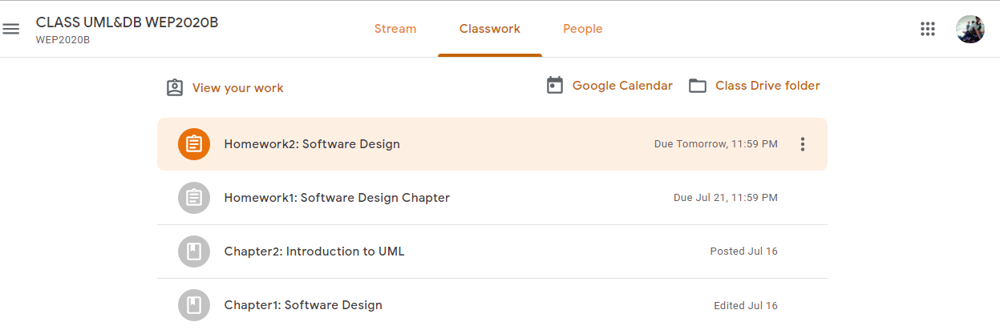 CLASS UML&DB WEP2020B
WEP2020B
Stream Classwork People
View your work Google Calendar Class Drive folder
Homework2: Software Design Due Tomorrow, 11:59 PM
Homework1: Software Design Chapter Due Jul 21, 11:59 PM
Chapter2: Introduction to UML Posted Jul 16
Chapter1: Software Design Edited Jul 16